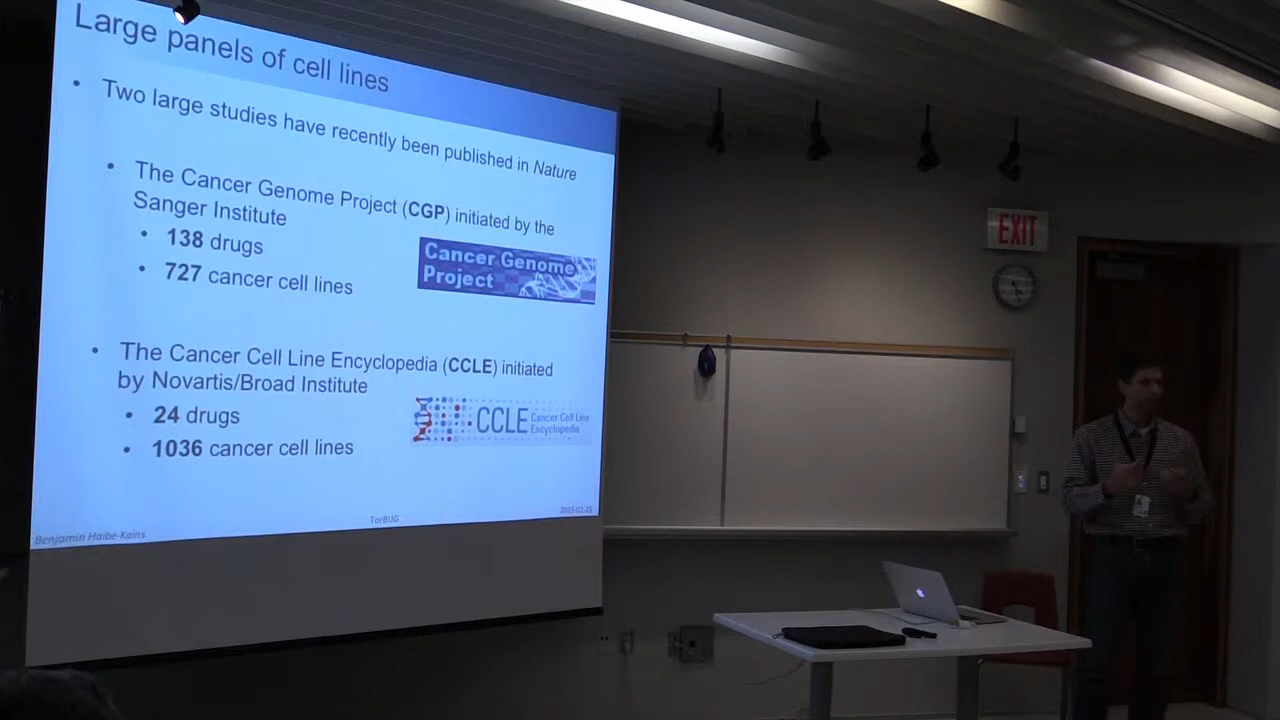 Large panels of cell lines
• Two large studies have recently been published in Nature
• The Cancer Genome Project (CGP) initiated by the
Sanger Institute
• 138 drugs
• 727 cancer cell lines
Cancer Genome
Project
• The Cancer Cell Line Encyclopedia (CCLE) initiated
by Novartis/Broad Institute
• 24 drugs
• 1036 cancer cell lines
CCLE Cancer Cell Line
Encyclopedia
Benjamin Haibe-Kains
TorBUG
2015-02-25
EXIT